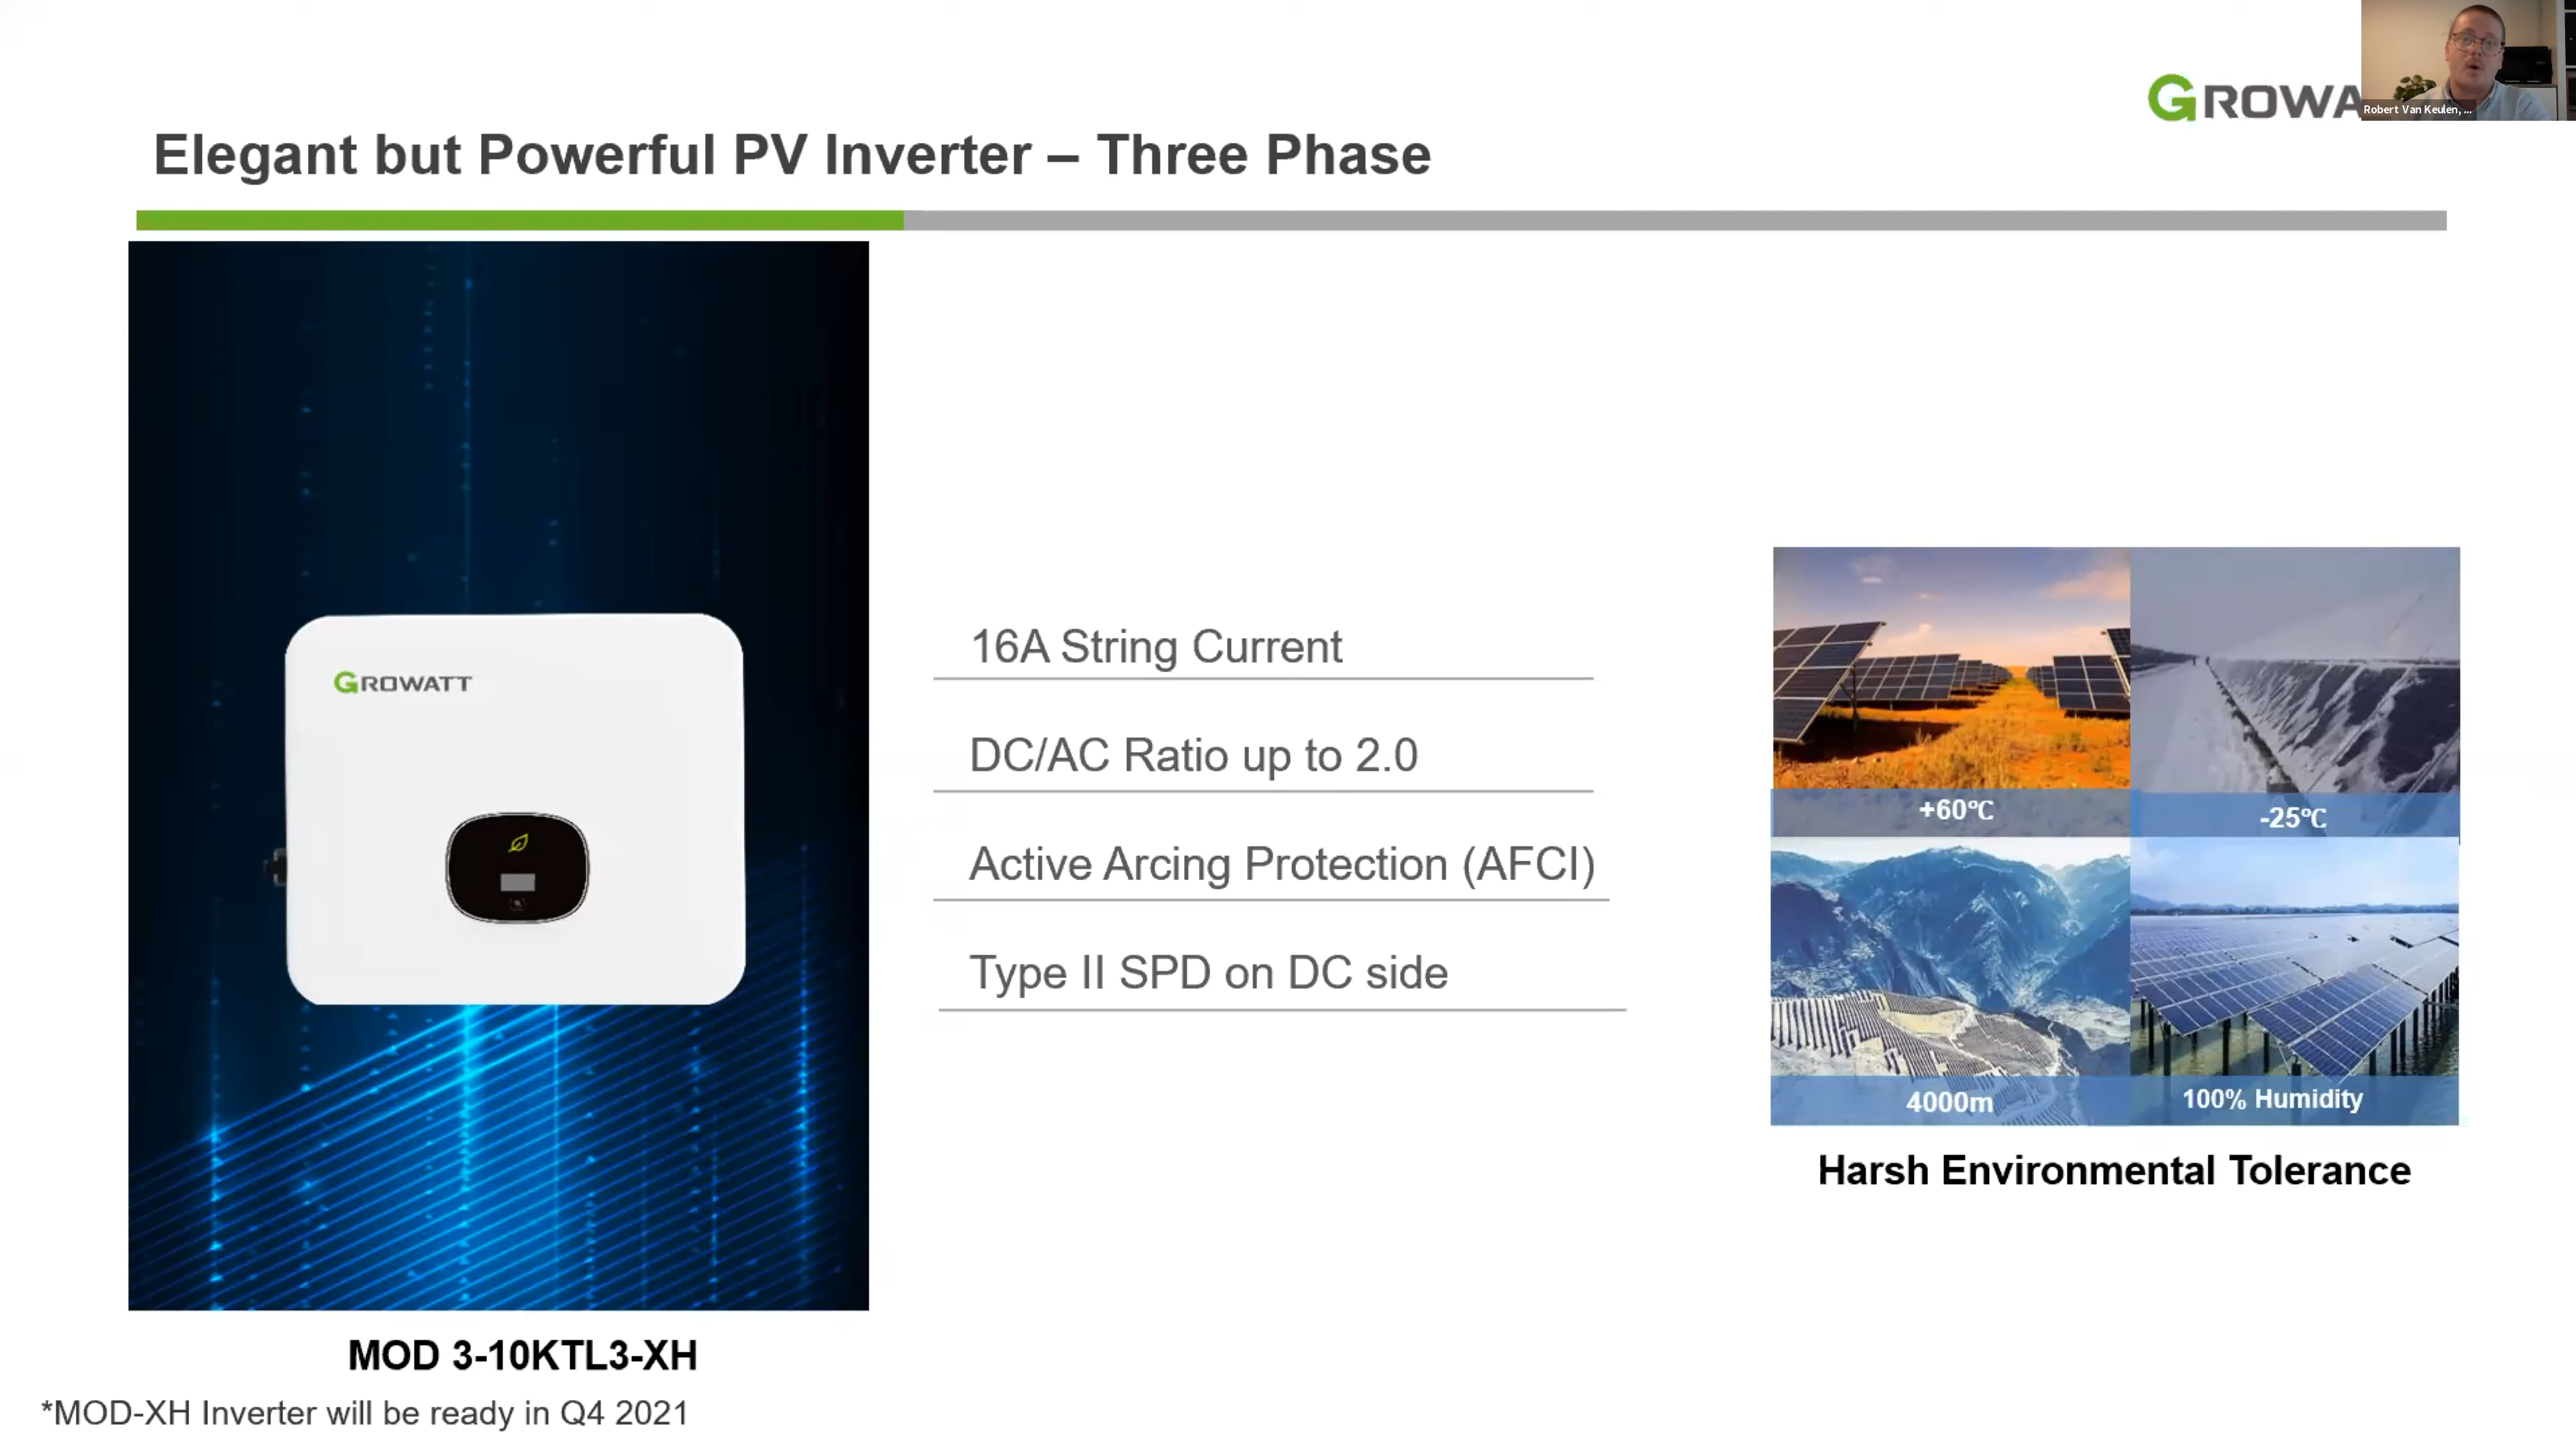 GROWA
Robert Van Keulen, ...
Elegant but Powerful PV Inverter – Three Phase
GROWATT
16A String Current
DC/AC Ratio up to 2.0
Active Arcing Protection (AFCI)
Type II SPD on DC side
+60℃
-25℃
4000m
100% Humidity
Harsh Environmental Tolerance
MOD 3-10KTL3-XH
*MOD-XH Inverter will be ready in Q4 2021